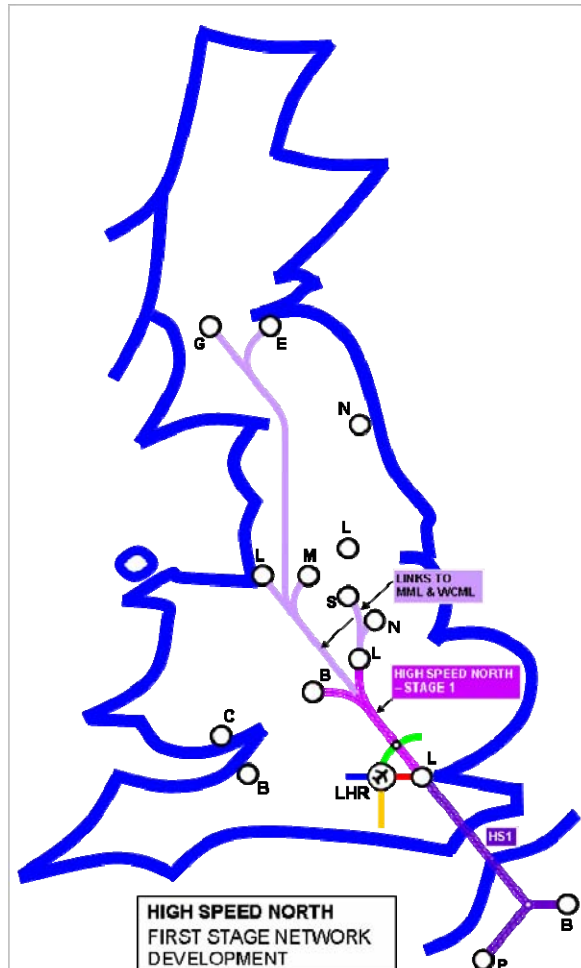 G
E
N
L
L
M
LINKS TO
MML & WCML
S
N
L
B
HIGH SPEED NORTH
– STAGE 1
C
L
B
LHR
HS1
B
P
HIGH SPEED NORTH
FIRST STAGE NETWORK
DEVELOPMENT